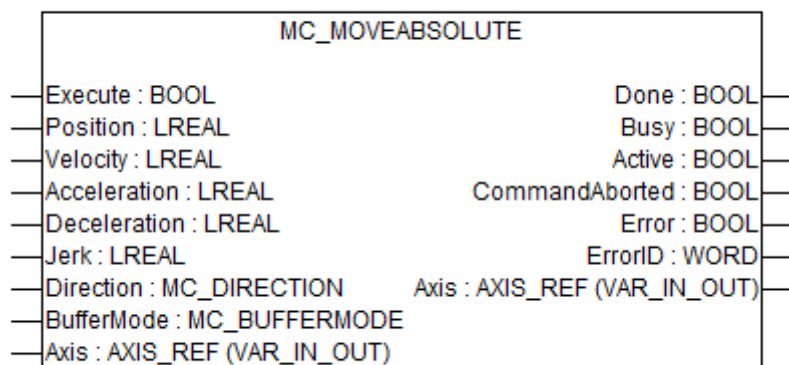 MC_MOVEABSOLUTE
Execute : BOOL Done : BOOL
Position : LREAL Busy : BOOL
Velocity : LREAL Active : BOOL
Acceleration : LREAL CommandAborted : BOOL
Deceleration : LREAL Error : BOOL
Jerk : LREAL ErrorID : WORD
Direction : MC_DIRECTION Axis : AXIS_REF (VAR_IN_OUT)
BufferMode : MC_BUFFERMODE
Axis : AXIS_REF (VAR_IN_OUT)